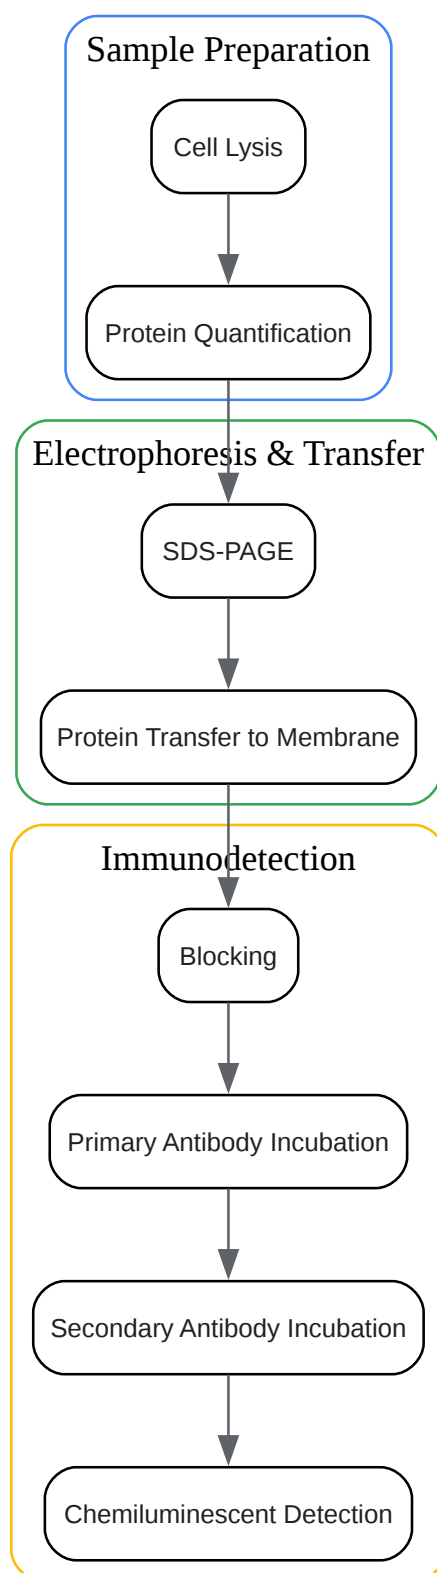 Sample Preparation
Cell Lysis
Protein Quantification
Electrophoresis & Transfer
SDS-PAGE
Protein Transfer to Membrane
Immunodetection
Blocking
Primary Antibody Incubation
Secondary Antibody Incubation
Chemiluminescent Detection